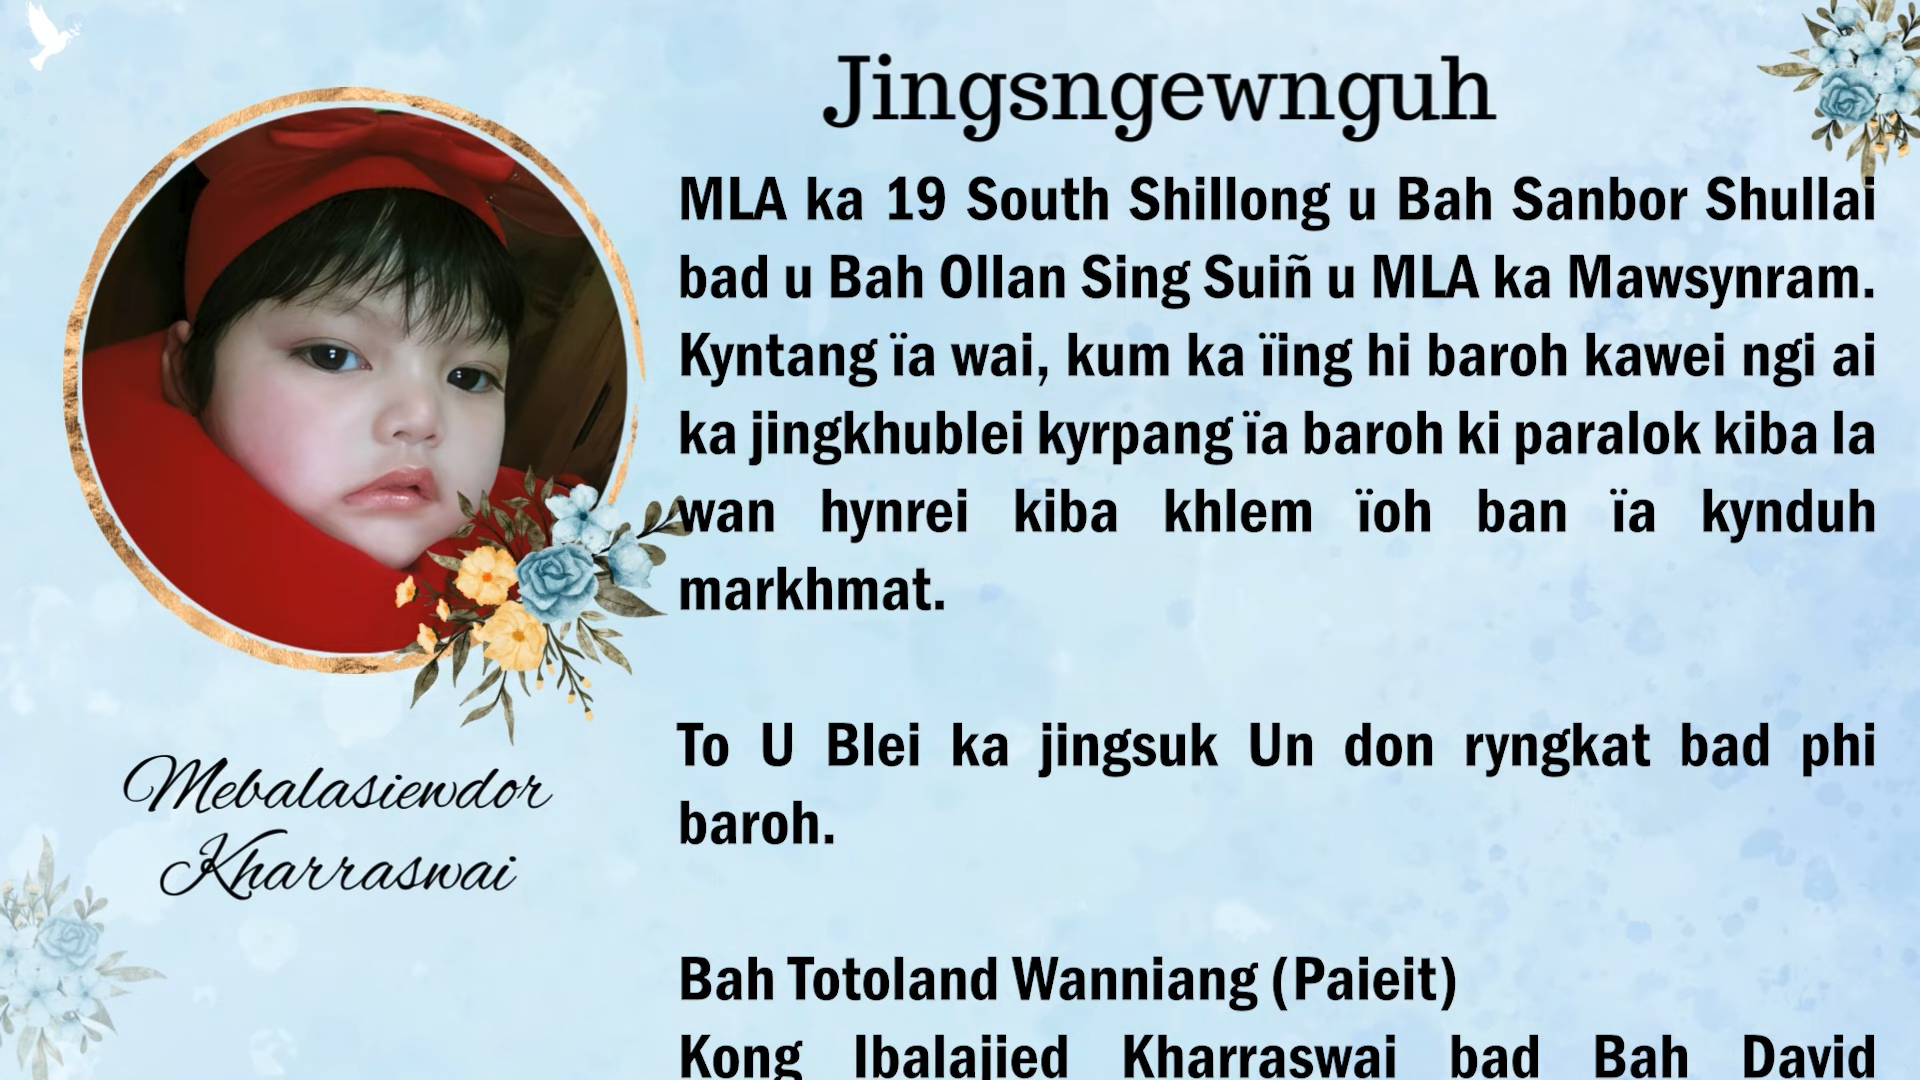 Jingsngewnguh
MLA ka 19 South Shillong u Bah Sanbor Shullai
bad u Bah Ollan Sing Suiñ u MLA ka Mawsynram.
Kyntang ïa wai, kum ka ïing hi baroh kawei ngi ai
ka jingkhublei kyrpang ïa baroh ki paralok kiba la
wan hynrei kiba khlem ïoh ban ïa kynduh
markhmat.
To U Blei ka jingsuk Un don ryngkat bad phi
baroh.
Bah Totoland Wanniang (Paieit)
Kong Ibalajied Kharraswai bad Bah David
Mebalasiewdor
Kharraswai